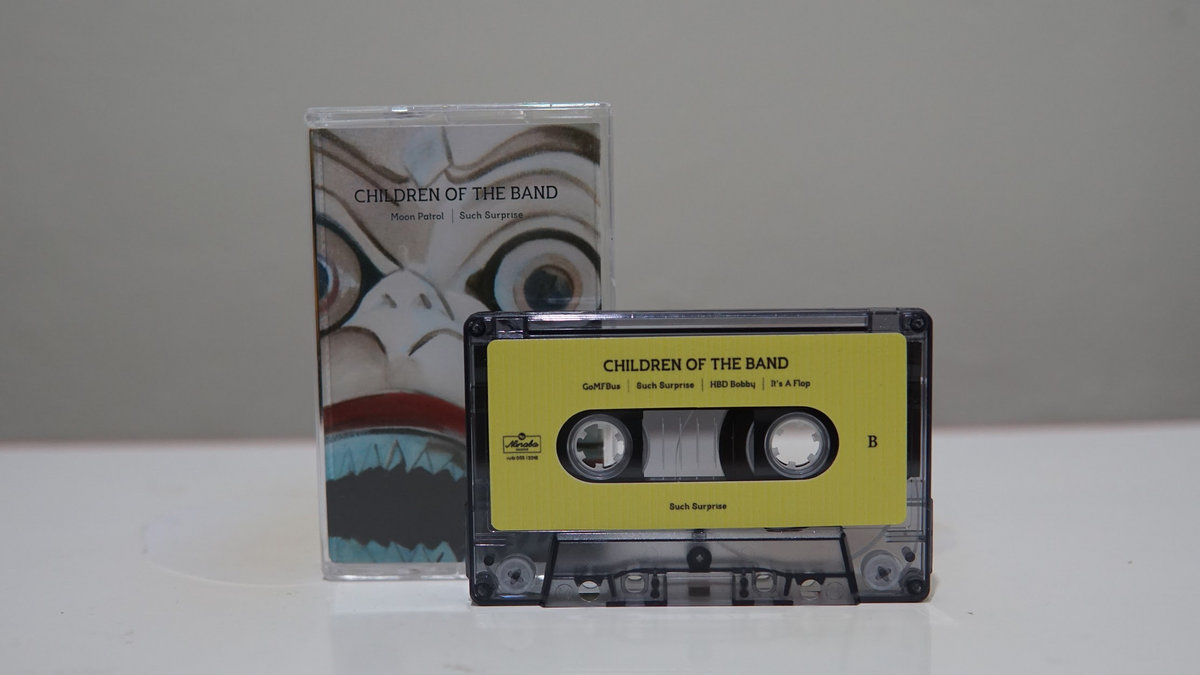 CHILDREN OF THE BAND
Moon Patrol | Such Surprise
CHILDREN OF THE BAND
GoMFBus | Such Surprise | HBD Bobby | It's A Flop
B
Such Surprise